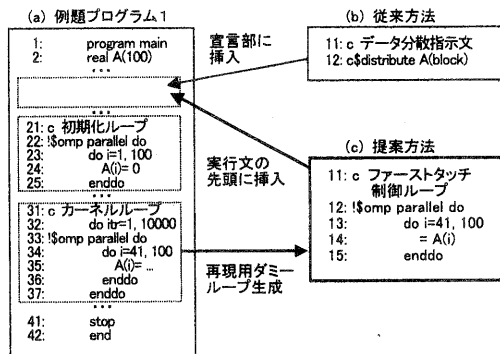 (a) 例題プログラム1
1: program main
2: real A(100)
...
21: c 初期化ループ
22: !$omp parallel do
23: do i=1, 100
24: A(i)= 0
25: enddo
...
31: c カーネルループ
32: do itr=1, 10000
33: !$omp parallel do
34: do i=41, 100
35: A(i)= ...
36: enddo
37: enddo
...
41: stop
42: end
宣言部に
挿入
実行文の
先頭に挿入
再現用ダミー
ループ生成
(b) 従来方法
11: c データ分散指示文
12: c$distribute A(block)
(c) 提案方法
11: c ファーストタッチ
制御ループ
12: !$omp parallel do
13: do i=41, 100
14: = A(i)
15: enddo